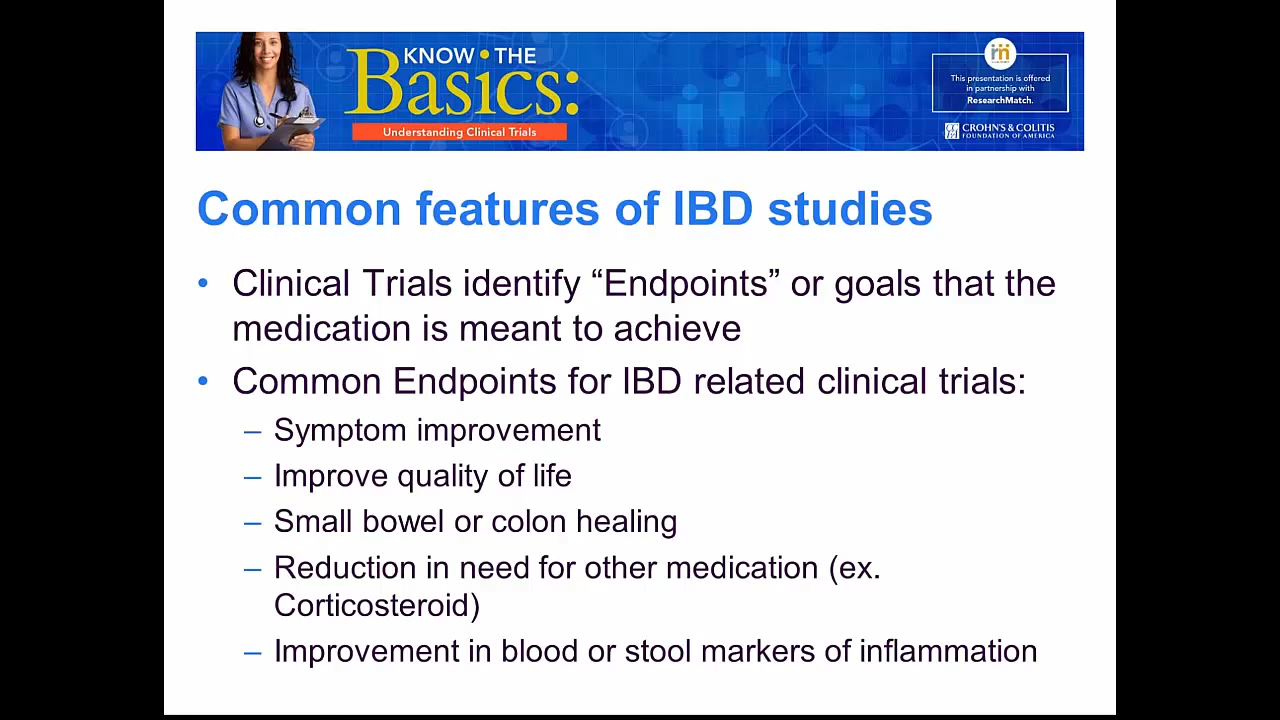 KNOW • THE
Basics:
Understanding Clinical Trials
This presentation is offered
in partnership with
ResearchMatch.
CROHN'S & COLITIS
FOUNDATION OF AMERICA
Common features of IBD studies
• Clinical Trials identify “Endpoints” or goals that the
medication is meant to achieve
• Common Endpoints for IBD related clinical trials:
– Symptom improvement
– Improve quality of life
– Small bowel or colon healing
– Reduction in need for other medication (ex.
Corticosteroid)
– Improvement in blood or stool markers of inflammation